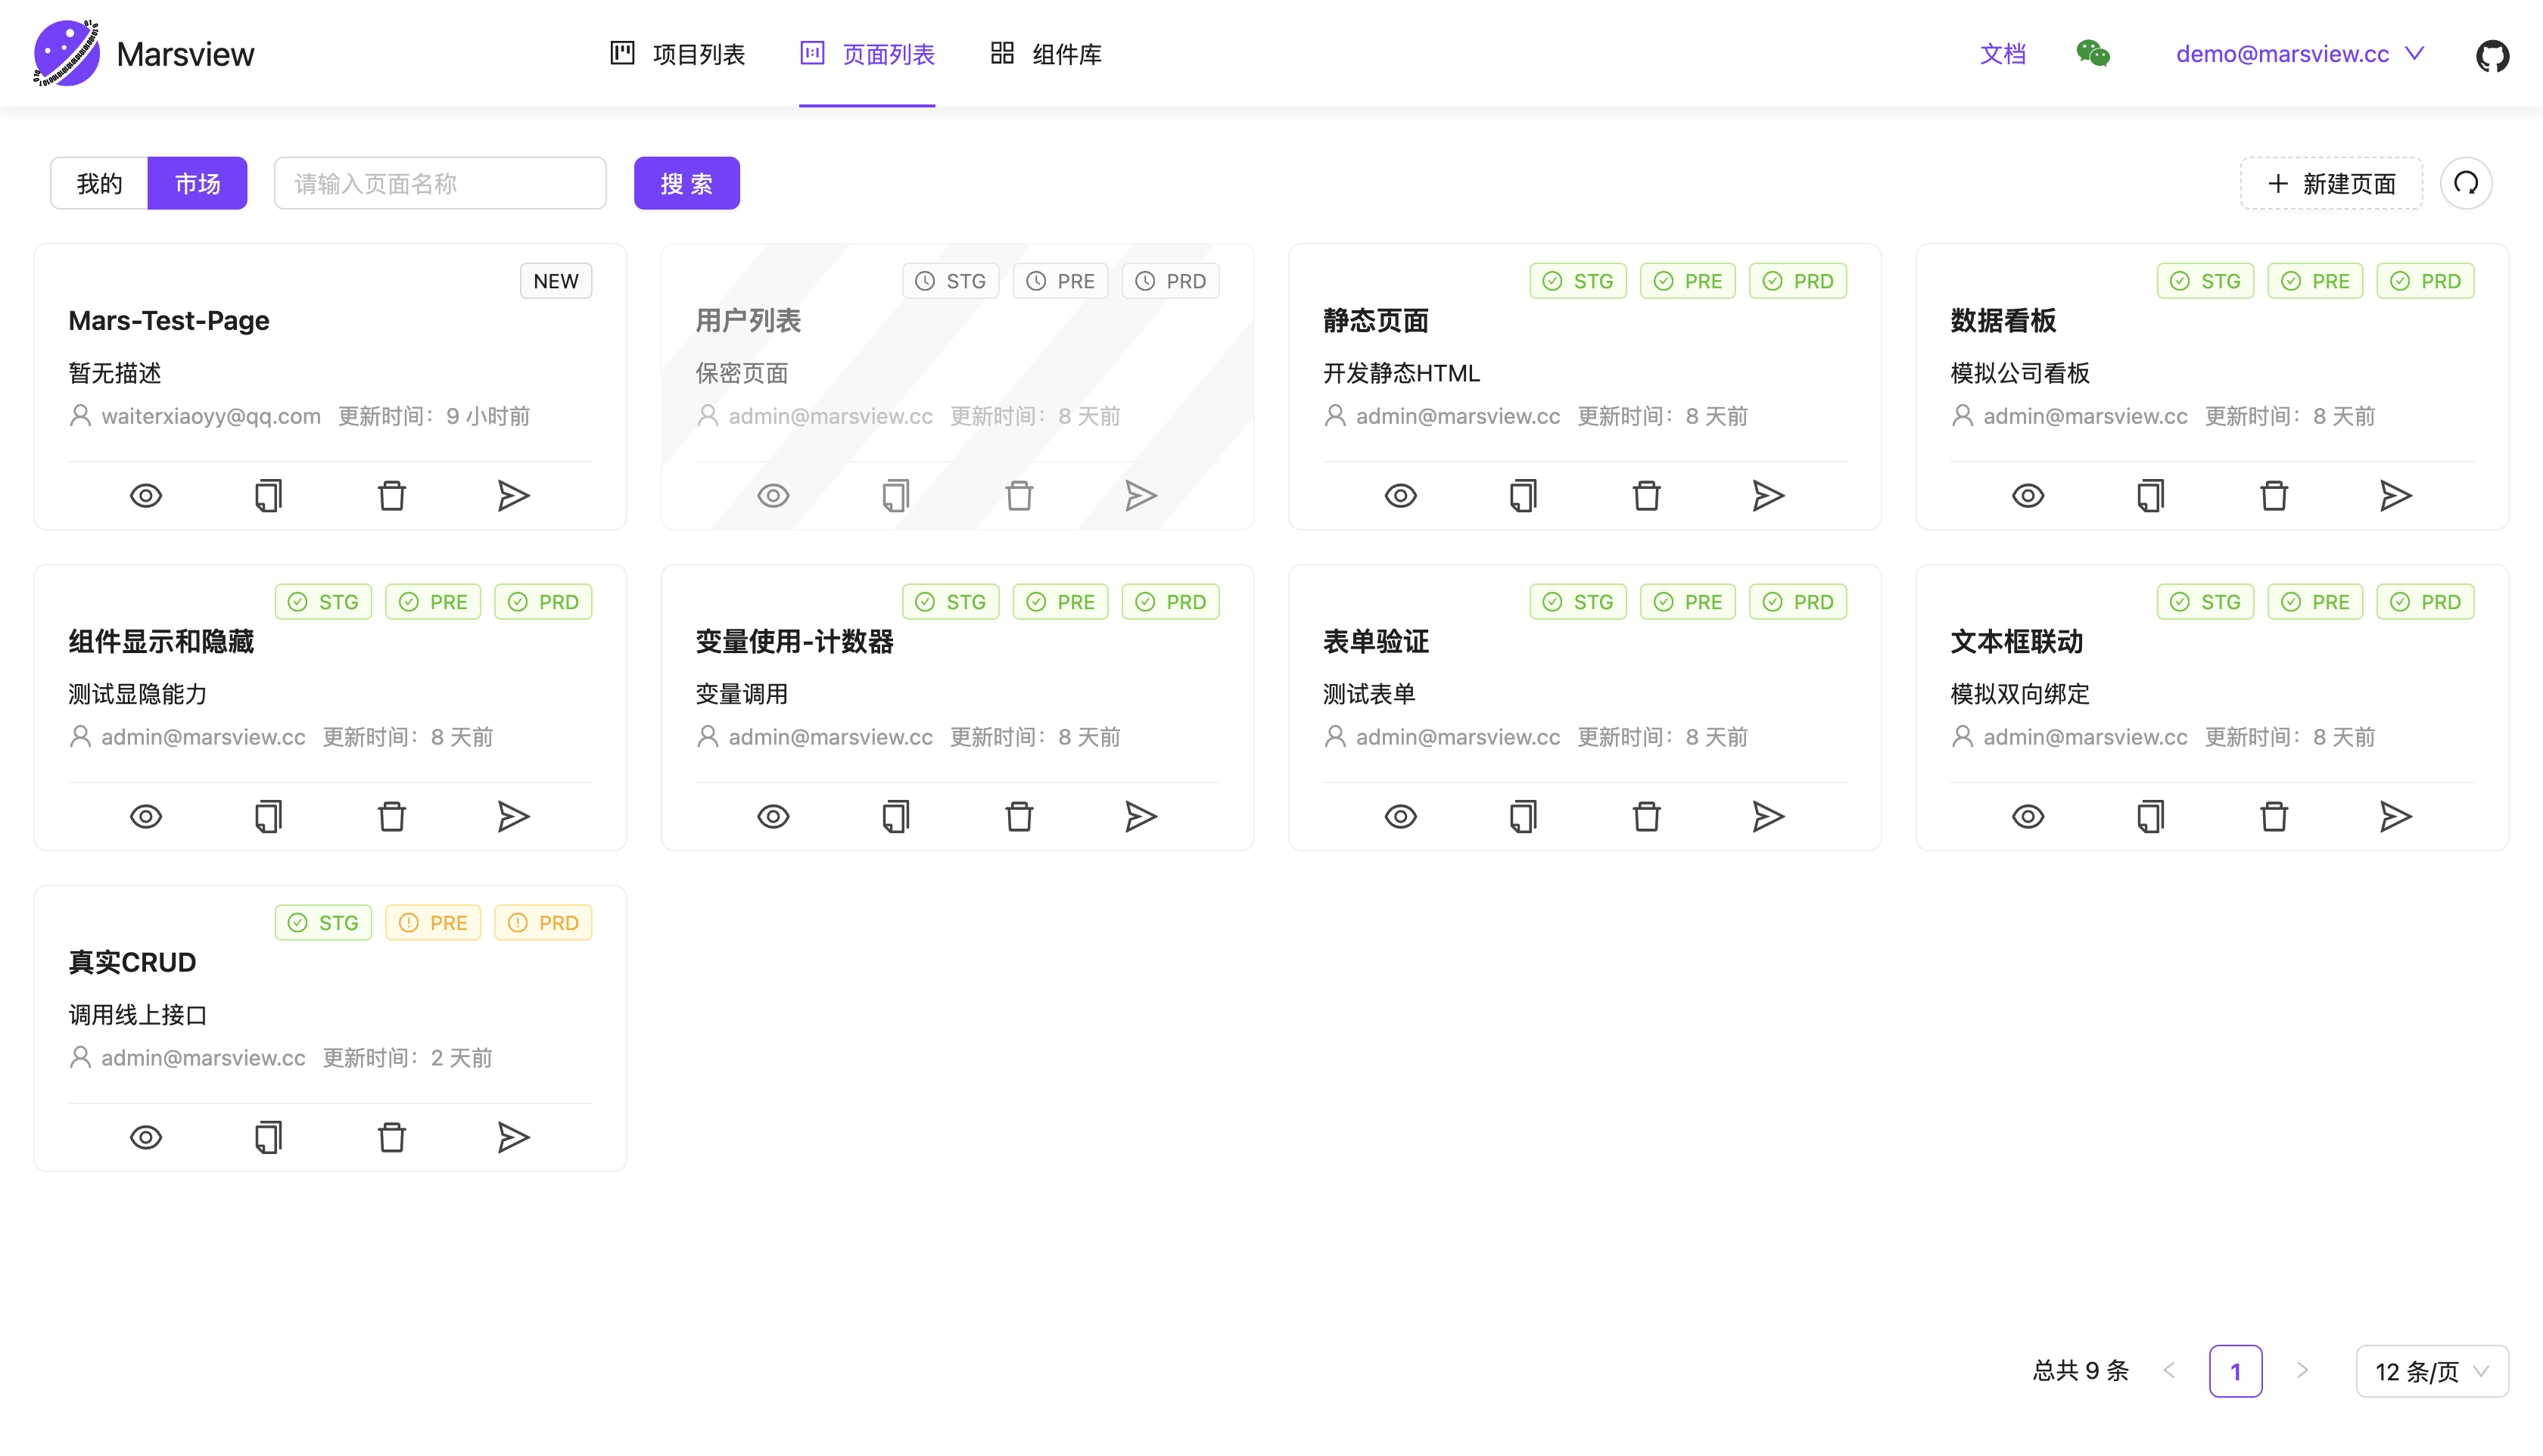 Marsview
项目列表
页面列表
组件库
文档
demo@marsview.cc
我的
市场
请输入页面名称
搜 索
新建页面
NEW
Mars-Test-Page
暂无描述
waiterxiaoyy@qq.com 更新时间：9 小时前
STG PRE PRD
用户列表
保密页面
admin@marsview.cc 更新时间：8 天前
STG PRE PRD
静态页面
开发静态HTML
admin@marsview.cc 更新时间：8 天前
STG PRE PRD
数据看板
模拟公司看板
admin@marsview.cc 更新时间：8 天前
STG PRE PRD
组件显示和隐藏
测试显隐能力
admin@marsview.cc 更新时间：8 天前
STG PRE PRD
变量使用-计数器
变量调用
admin@marsview.cc 更新时间：8 天前
STG PRE PRD
表单验证
测试表单
admin@marsview.cc 更新时间：8 天前
STG PRE PRD
文本框联动
模拟双向绑定
admin@marsview.cc 更新时间：8 天前
STG PRE PRD
真实CRUD
调用线上接口
admin@marsview.cc 更新时间：2 天前
总共 9 条
1
12 条/页